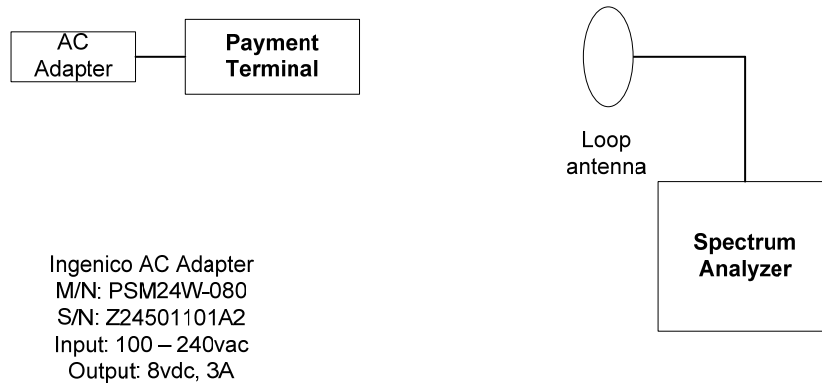 AC
Adapter
Payment
Terminal
Loop
antenna
Spectrum
Analyzer
Ingenico AC Adapter
M/N: PSM24W-080
S/N: Z24501101A2
Input: 100 – 240vac
Output: 8vdc, 3A